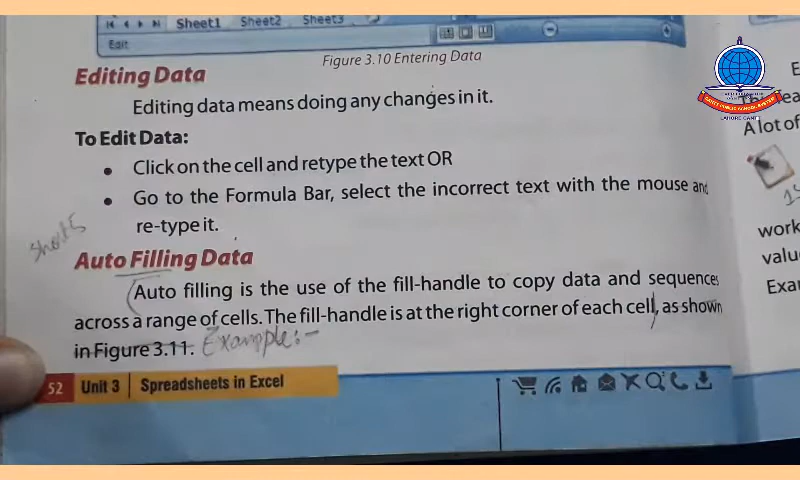 Sheet1 Sheet2 Sheet3
Edit
Figure 3.10 Entering Data
Editing Data
Editing data means doing any changes in it.
To Edit Data:
• Click on the cell and retype the text OR
• Go to the Formula Bar, select the incorrect text with the mouse and
re-type it.
Shorts
Auto Filling Data
Auto filling is the use of the fill-handle to copy data and sequences
across a range of cells. The fill-handle is at the right corner of each cell, as shown
in Figure 3.11. Example:-
52 Unit 3 Spreadsheets in Excel
LAHORE CANTT
A lot of
work
valu
Exa